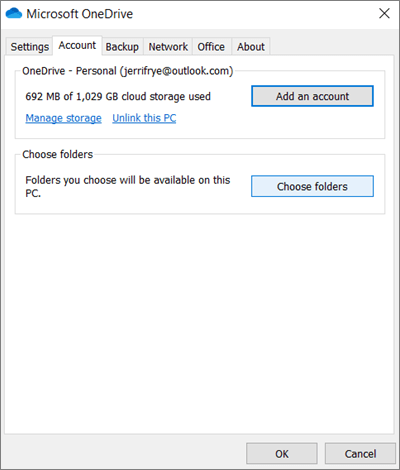 Microsoft OneDrive
Settings Account Backup Network Office About
OneDrive - Personal (jerrifrye@outlook.com)
692 MB of 1,029 GB cloud storage used
Add an account
Manage storage Unlink this PC
Choose folders
Folders you choose will be available on this
PC.
Choose folders
OK Cancel